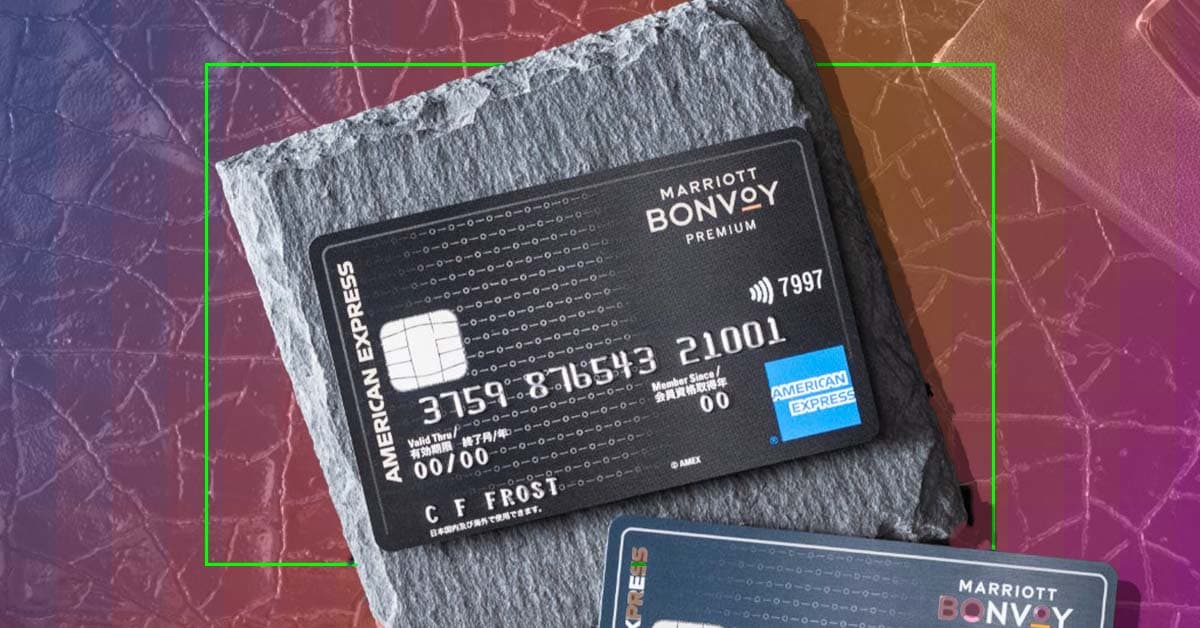 AMERICAN EXPRESS
MARRIOTT
BONVOY
PREMIUM
7997
3759 876543 21001
Valid Thru/
有効期限 終了月/年
00/00
Member Since/
会員資格取得年
00
AMERICAN
EXPRESS
®
© AMEX
C F FROST
日本国内及び海外で使用できます。
XPRESS
MARRIOTT
BONVOY